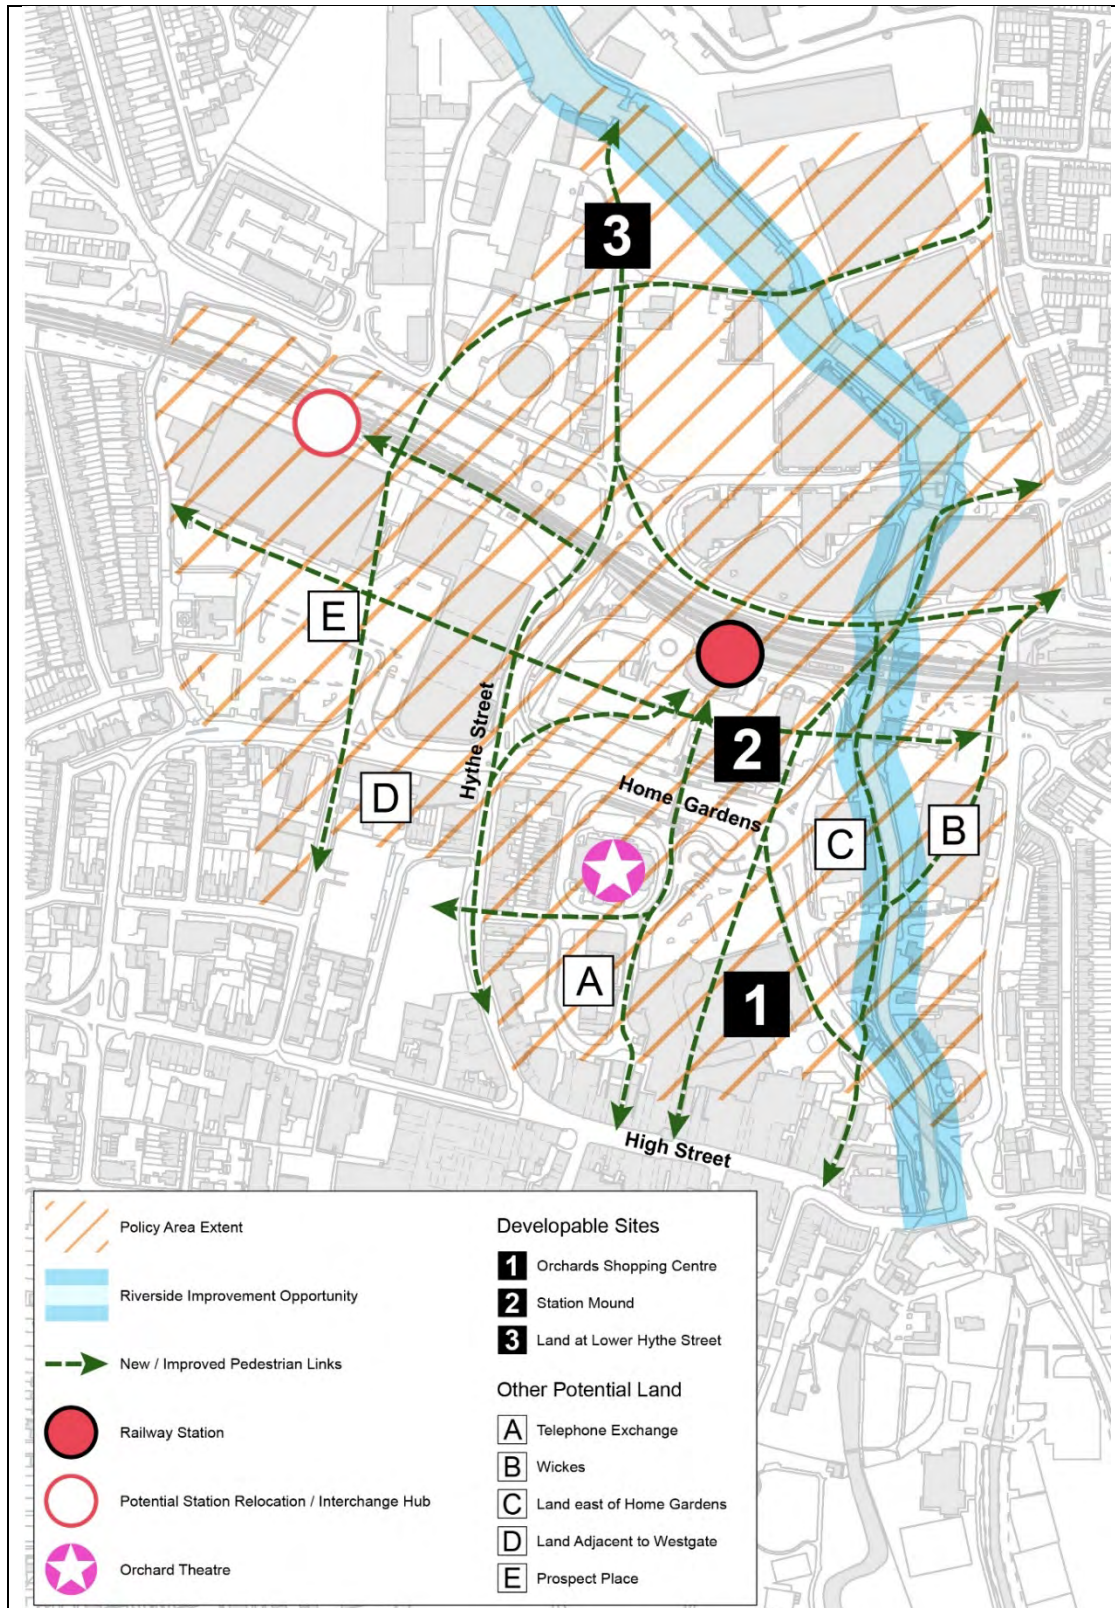 3
E
Hythe Street
2
D
Home Gardens
C
B
A
1
High Street
Policy Area Extent
Riverside Improvement Opportunity
New / Improved Pedestrian Links
Railway Station
Potential Station Relocation / Interchange Hub
Orchard Theatre
Developable Sites
1 Orchards Shopping Centre
2 Station Mound
3 Land at Lower Hythe Street
Other Potential Land
A Telephone Exchange
B Wickes
C Land east of Home Gardens
D Land Adjacent to Westgate
E Prospect Place